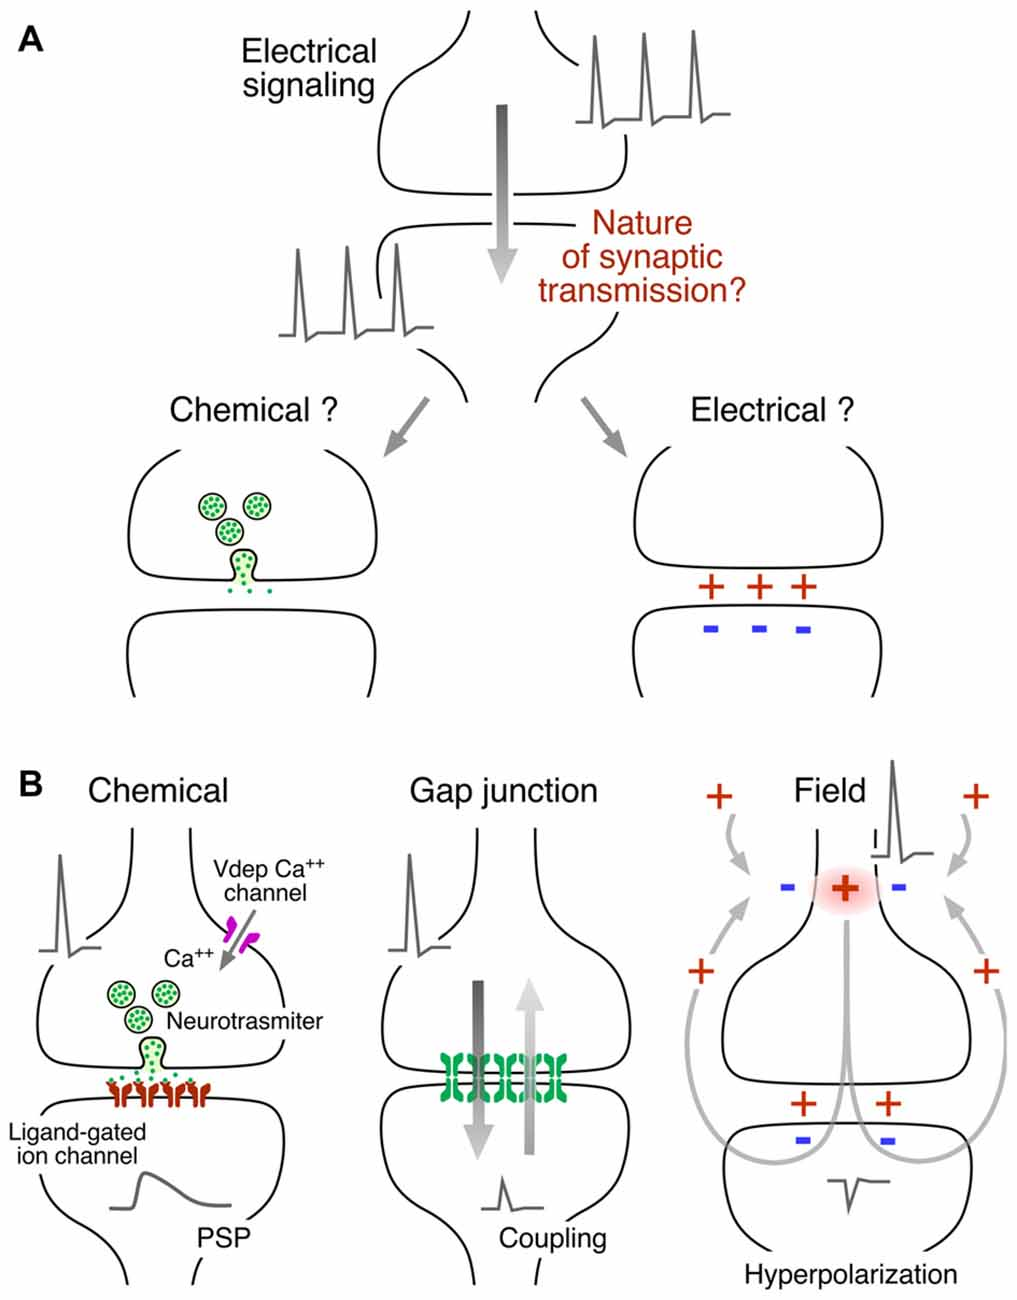 A
Electrical
signaling
Nature
of synaptic
transmission?
Chemical ?
Electrical ?
+ + +
- - -
B
Chemical
Vdep Ca++
channel
Ca++
Neurotrasmiter
Ligand-gated
ion channel
PSP
Gap junction
Coupling
Field
+ +
- + -
+ +
+ +
- -
Hyperpolarization